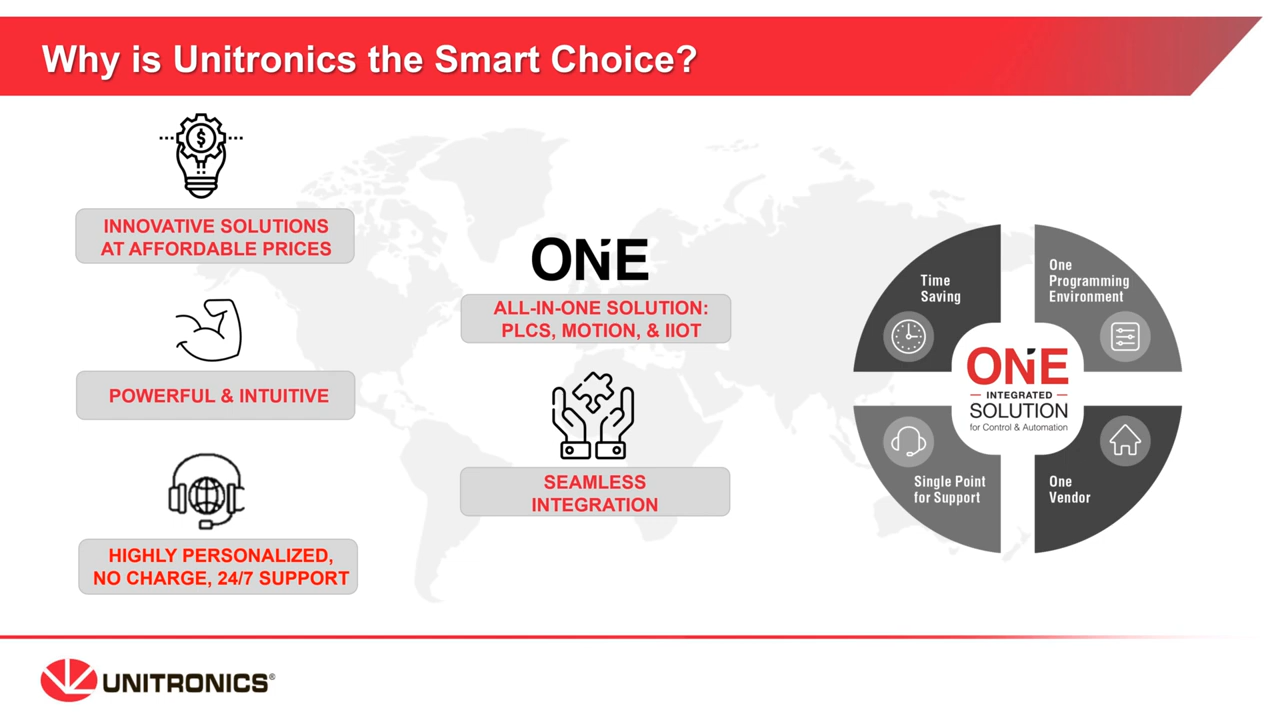 Why is Unitronics the Smart Choice?
$
INNOVATIVE SOLUTIONS
AT AFFORDABLE PRICES
POWERFUL & INTUITIVE
HIGHLY PERSONALIZED,
NO CHARGE, 24/7 SUPPORT
ONE
ALL-IN-ONE SOLUTION:
PLCS, MOTION, & IIOT
SEAMLESS
INTEGRATION
Time
Saving
One
Programming
Environment
ONE
INTEGRATED
SOLUTION
for Control & Automation
Single Point
for Support
One
Vendor
UNITRONICS®